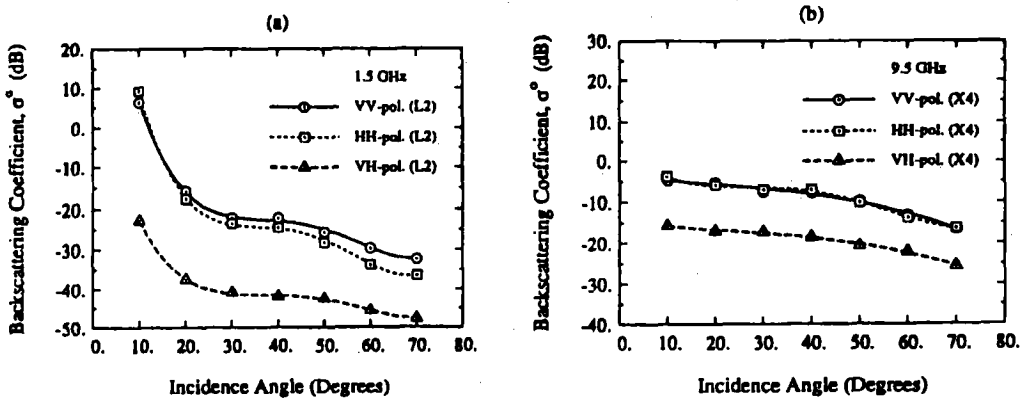 (a)
20.
10.
0.
-10.
-20.
-30.
-40.
-50.
Backscattering Coefficient, σ° (dB)
1.5 GHz
VV-pol. (L2)
HH-pol. (L2)
VH-pol. (L2)
0. 10. 20. 30. 40. 50. 60. 70. 80.
Incidence Angle (Degrees)
(b)
30.
20.
10.
0.
-10.
-20.
-30.
-40.
Backscattering Coefficient, σ° (dB)
9.5 GHz
VV-pol. (X4)
HH-pol. (X4)
VH-pol. (X4)
0. 10. 20. 30. 40. 50. 60. 70. 80.
Incidence Angle (Degrees)